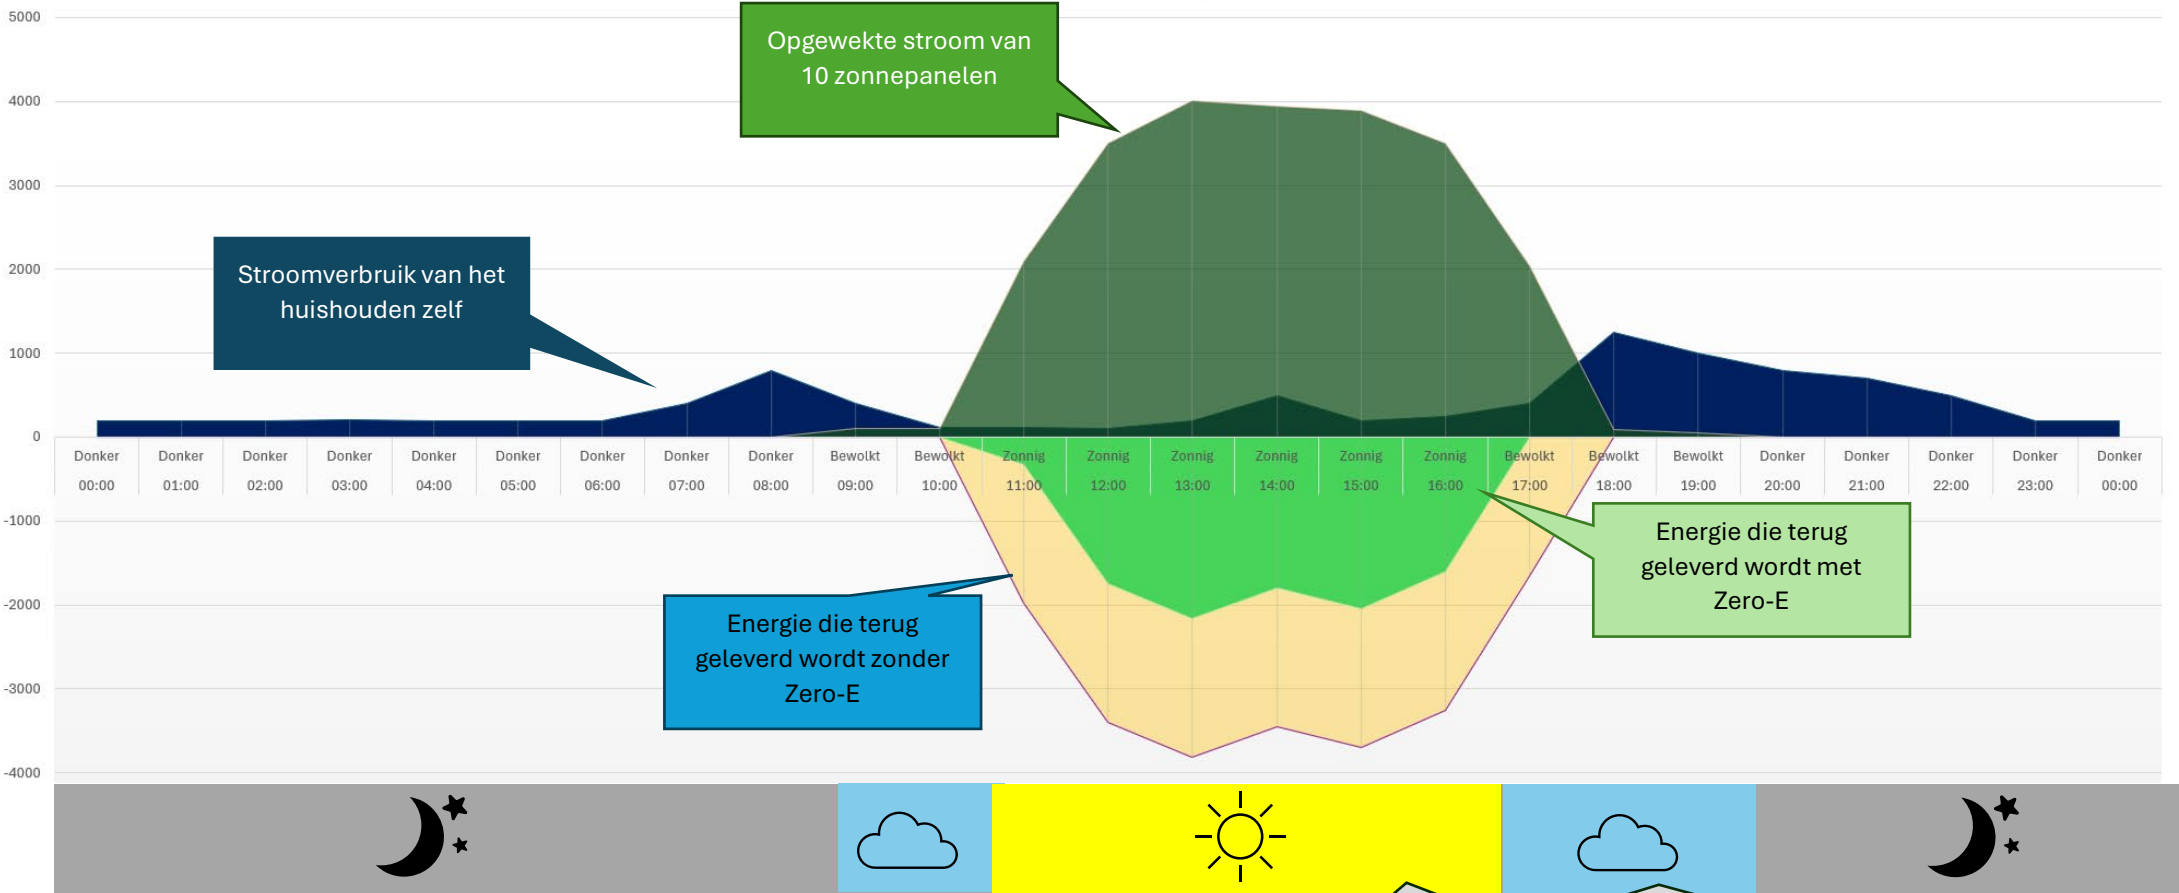 5000
Opgewekte stroom van
10 zonnepanelen
4000
3000
Stroomverbruik van het
huishouden zelf
2000
1000
0
Donker Donker Donker Donker Donker Donker Donker Donker Donker Bewolkt Bewolkt Zonnig Zonnig Zonnig Zonnig Zonnig Zonnig Bewolkt Bewolkt Bewolkt Donker Donker Donker Donker Donker
00:00 01:00 02:00 03:00 04:00 05:00 06:00 07:00 08:00 09:00 10:00 11:00 12:00 13:00 14:00 15:00 16:00 17:00 18:00 19:00 20:00 21:00 22:00 23:00 00:00
-1000
Energie die terug
geleverd wordt met
Zero-E
-2000
Energie die terug
geleverd wordt zonder
Zero-E
-3000
-4000